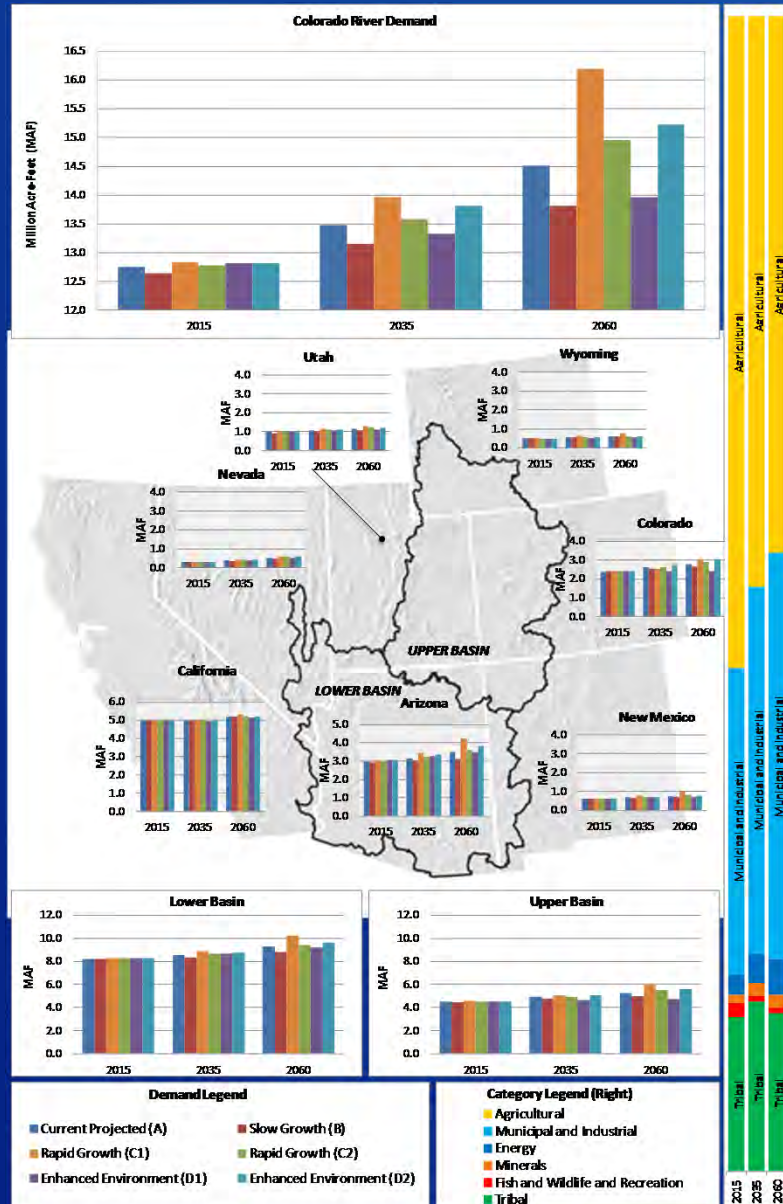 Colorado River Demand
Million Acre-Feet (MAF)
16.5
16.0
15.5
15.0
14.5
14.0
13.5
13.0
12.5
12.0
2015 2035 2060
Utah
MAF
4.0
3.0
2.0
1.0
0.0
2015 2035 2060
Wyoming
MAF
4.0
3.0
2.0
1.0
0.0
2015 2035 2060
Nevada
MAF
4.0
3.0
2.0
1.0
0.0
2015 2035 2060
Colorado
MAF
4.0
3.0
2.0
1.0
0.0
2015 2035 2060
UPPER BASIN
LOWER BASIN
California
MAF
6.0
5.0
4.0
3.0
2.0
1.0
0.0
2015 2035 2060
Arizona
MAF
5.0
4.0
3.0
2.0
1.0
0.0
2015 2035 2060
New Mexico
MAF
4.0
3.0
2.0
1.0
0.0
2015 2035 2060
Lower Basin
MAF
12.0
10.0
8.0
6.0
4.0
2.0
0.0
2015 2035 2060
Upper Basin
MAF
12.0
10.0
8.0
6.0
4.0
2.0
0.0
2015 2035 2060
Demand Legend
Current Projected (A) Slow Growth (B)
Rapid Growth (C1) Rapid Growth (C2)
Enhanced Environment (D1) Enhanced Environment (D2)
Category Legend (Right)
Agricultural
Municipal and Industrial
Energy
Minerals
Fish and Wildlife and Recreation
Tribal
Agricultural
Municipal and Industrial
Tribal
2015
Agricultural
Municipal and Industrial
Tribal
2035
Agricultural
Municipal and Industrial
Tribal
2060